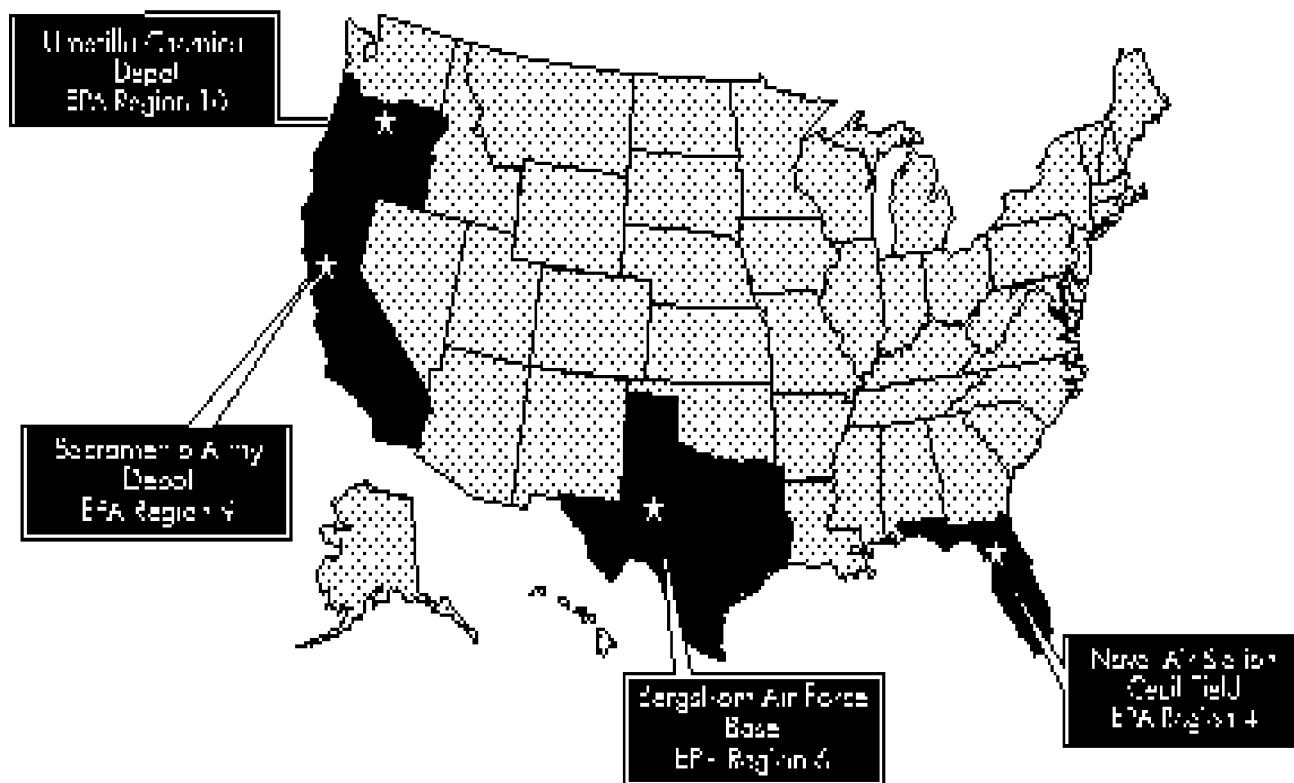 Umatilla Chemical
Depot
EPA Region 10
Sacramento Army
Depot
EPA Region 9
Bergstrom Air Force
Base
EPA Region 6
Naval Air Station
Cecil Field
EPA Region 4